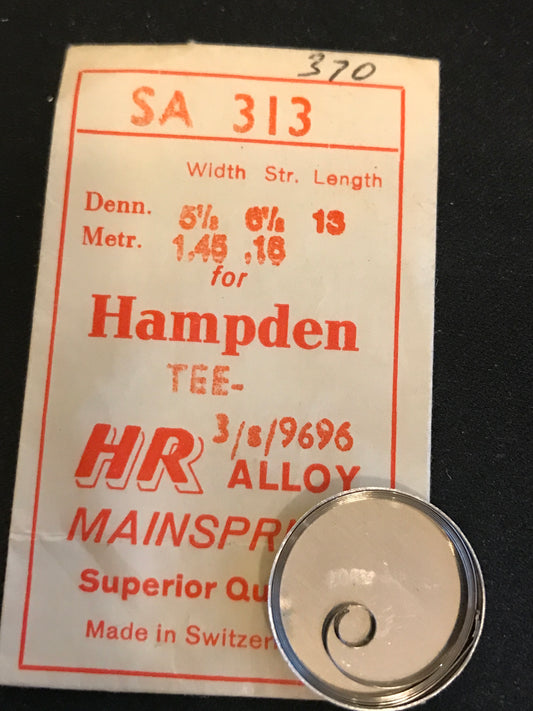 370
SA 313
Width Str. Length
Denn. 5½ 6½ 13
Metr. 1.45 .16
for
Hampden
TEE-
3/8/9696
HR ALLOY
MAINSPR
Superior Qu
Made in Switzer